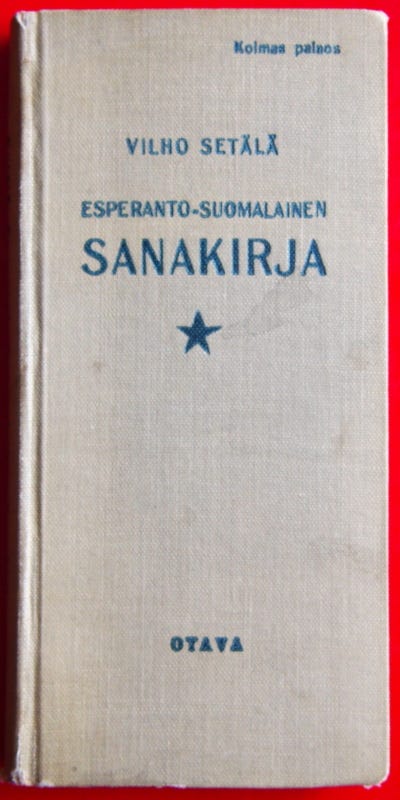 Kolmas painos
VILHO SETÄLÄ
ESPERANTO-SUOMALAINEN
SANAKIRJA
OTAVA